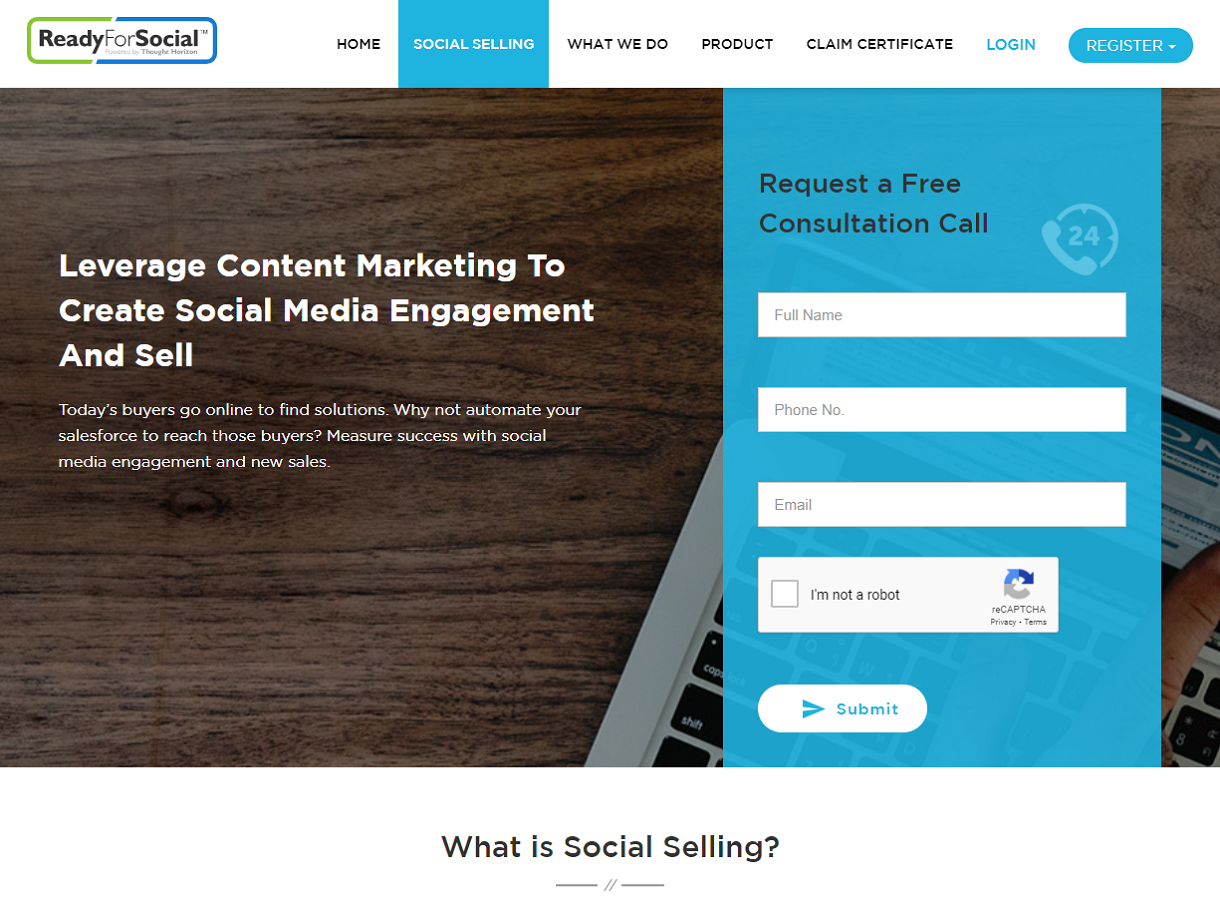 ReadyForSocial™
Powered by Thought Horizon
HOME
SOCIAL SELLING
WHAT WE DO
PRODUCT
CLAIM CERTIFICATE
LOGIN
REGISTER
Leverage Content Marketing To
Create Social Media Engagement
And Sell
Today's buyers go online to find solutions. Why not automate your
salesforce to reach those buyers? Measure success with social
media engagement and new sales.
Request a Free
Consultation Call
24
Full Name
Phone No.
Email
I'm not a robot
reCAPTCHA
Privacy • Terms
caps lock
shift
Submit
What is Social Selling?